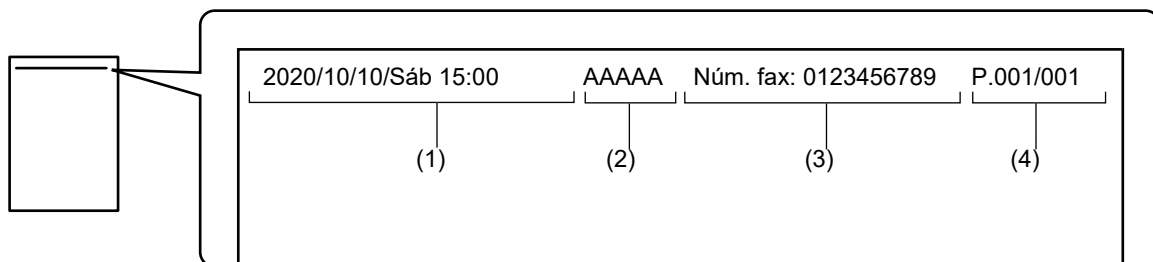 2020/10/10/Sáb 15:00 AAAAA Núm. fax: 0123456789 P.001/001
(1) (2) (3) (4)